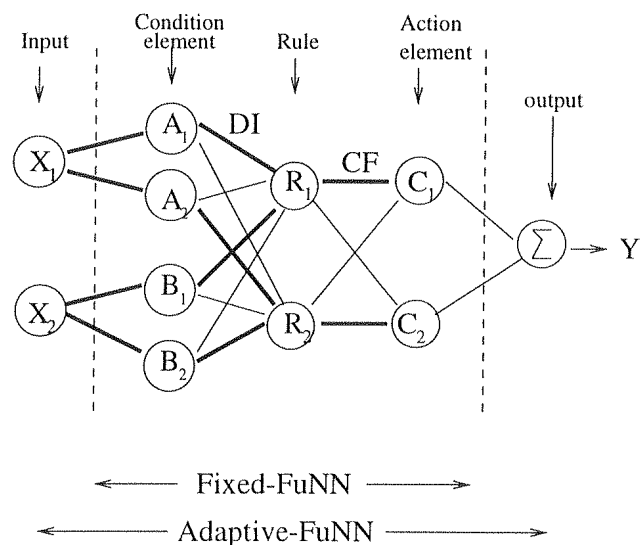 Input
Condition
element
Rule
Action
element
output
DI
CF
X1
X2
A1
A2
B1
B2
R1
R2
C1
C2
Σ
Y
Fixed-FuNN
Adaptive-FuNN